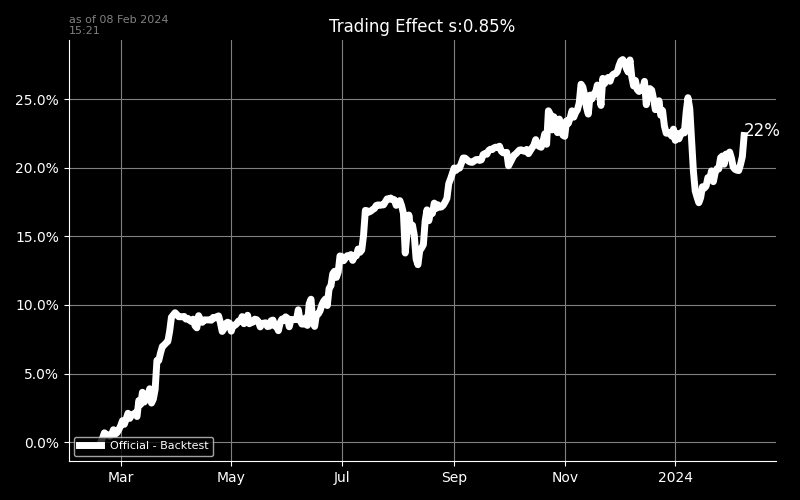 as of 08 Feb 2024
15:21
Trading Effect s:0.85%
25.0%
22%
20.0%
15.0%
10.0%
5.0%
0.0%
Official - Backtest
Mar May Jul Sep Nov 2024